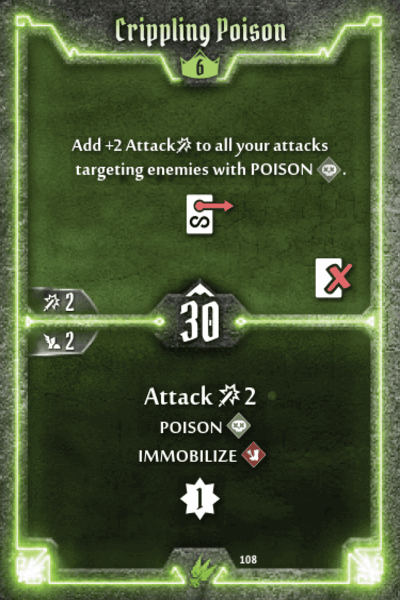 Crippling Poison
6
Add +2 Attack to all your attacks
targeting enemies with POISON .
2
30
2
Attack 2
POISON
IMMOBILIZE
1
108